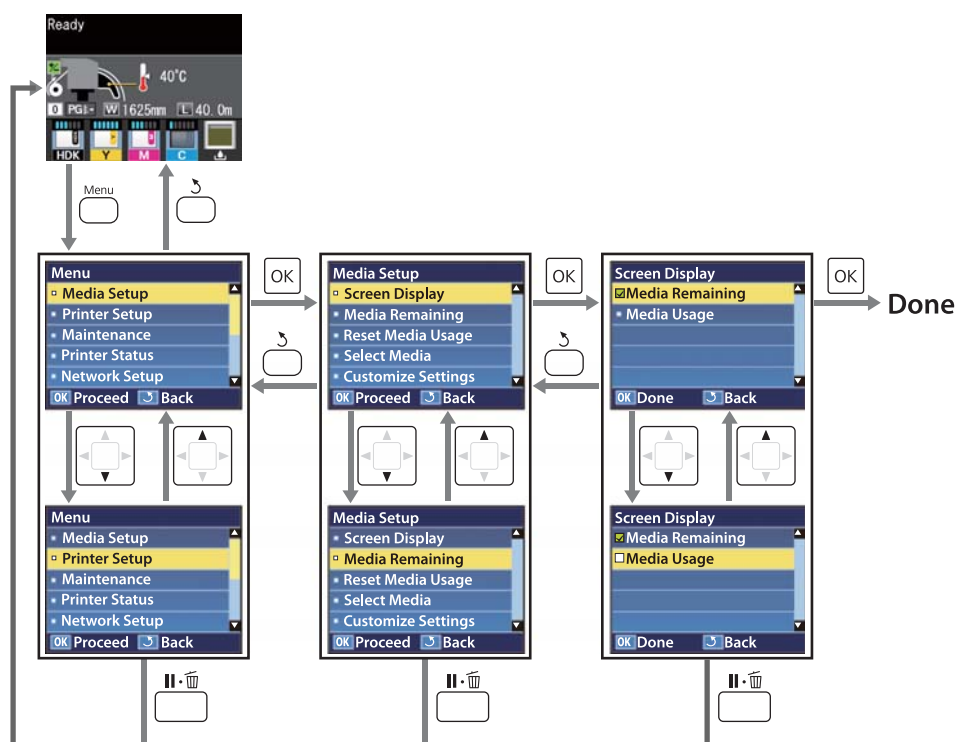 Ready
40°C
0 PG W 1625mm L 40.0m
HDK Y M C
Menu
Menu
Media Setup
Printer Setup
Maintenance
Printer Status
Network Setup
OK Proceed Back
OK
Media Setup
Screen Display
Media Remaining
Reset Media Usage
Select Media
Customize Settings
OK Proceed Back
OK
Screen Display
Media Remaining
Media Usage
OK Done Back
OK
Done
Menu
Media Setup
Printer Setup
Maintenance
Printer Status
Network Setup
OK Proceed Back
Media Setup
Screen Display
Media Remaining
Reset Media Usage
Select Media
Customize Settings
OK Proceed Back
Screen Display
Media Remaining
Media Usage
OK Done Back